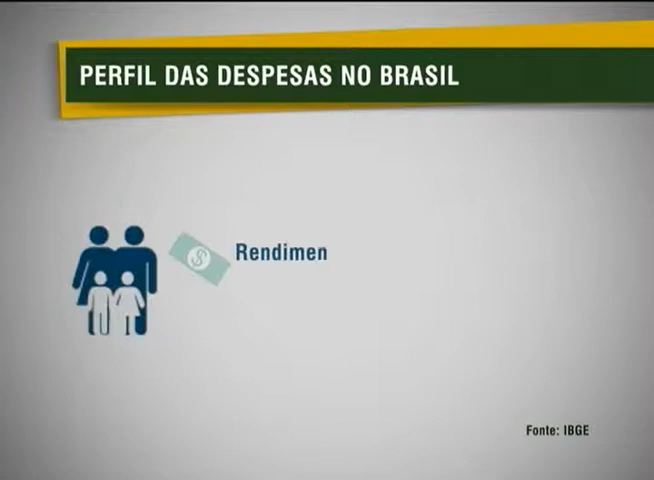 PERFIL DAS DESPESAS NO BRASIL
$
Rendimen
Fonte: IBGE